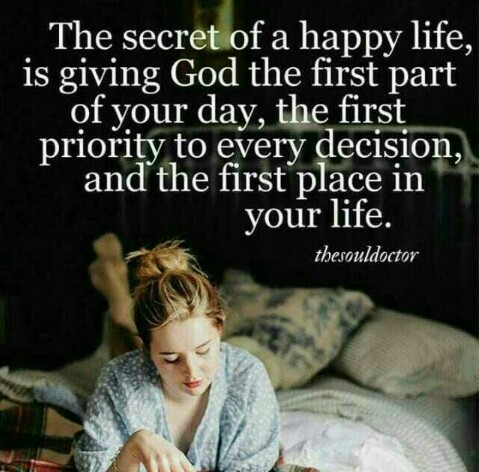 The secret of a happy life,
is giving God the first part
of your day, the first
priority to every decision,
and the first place in
your life.
thesouldoctor